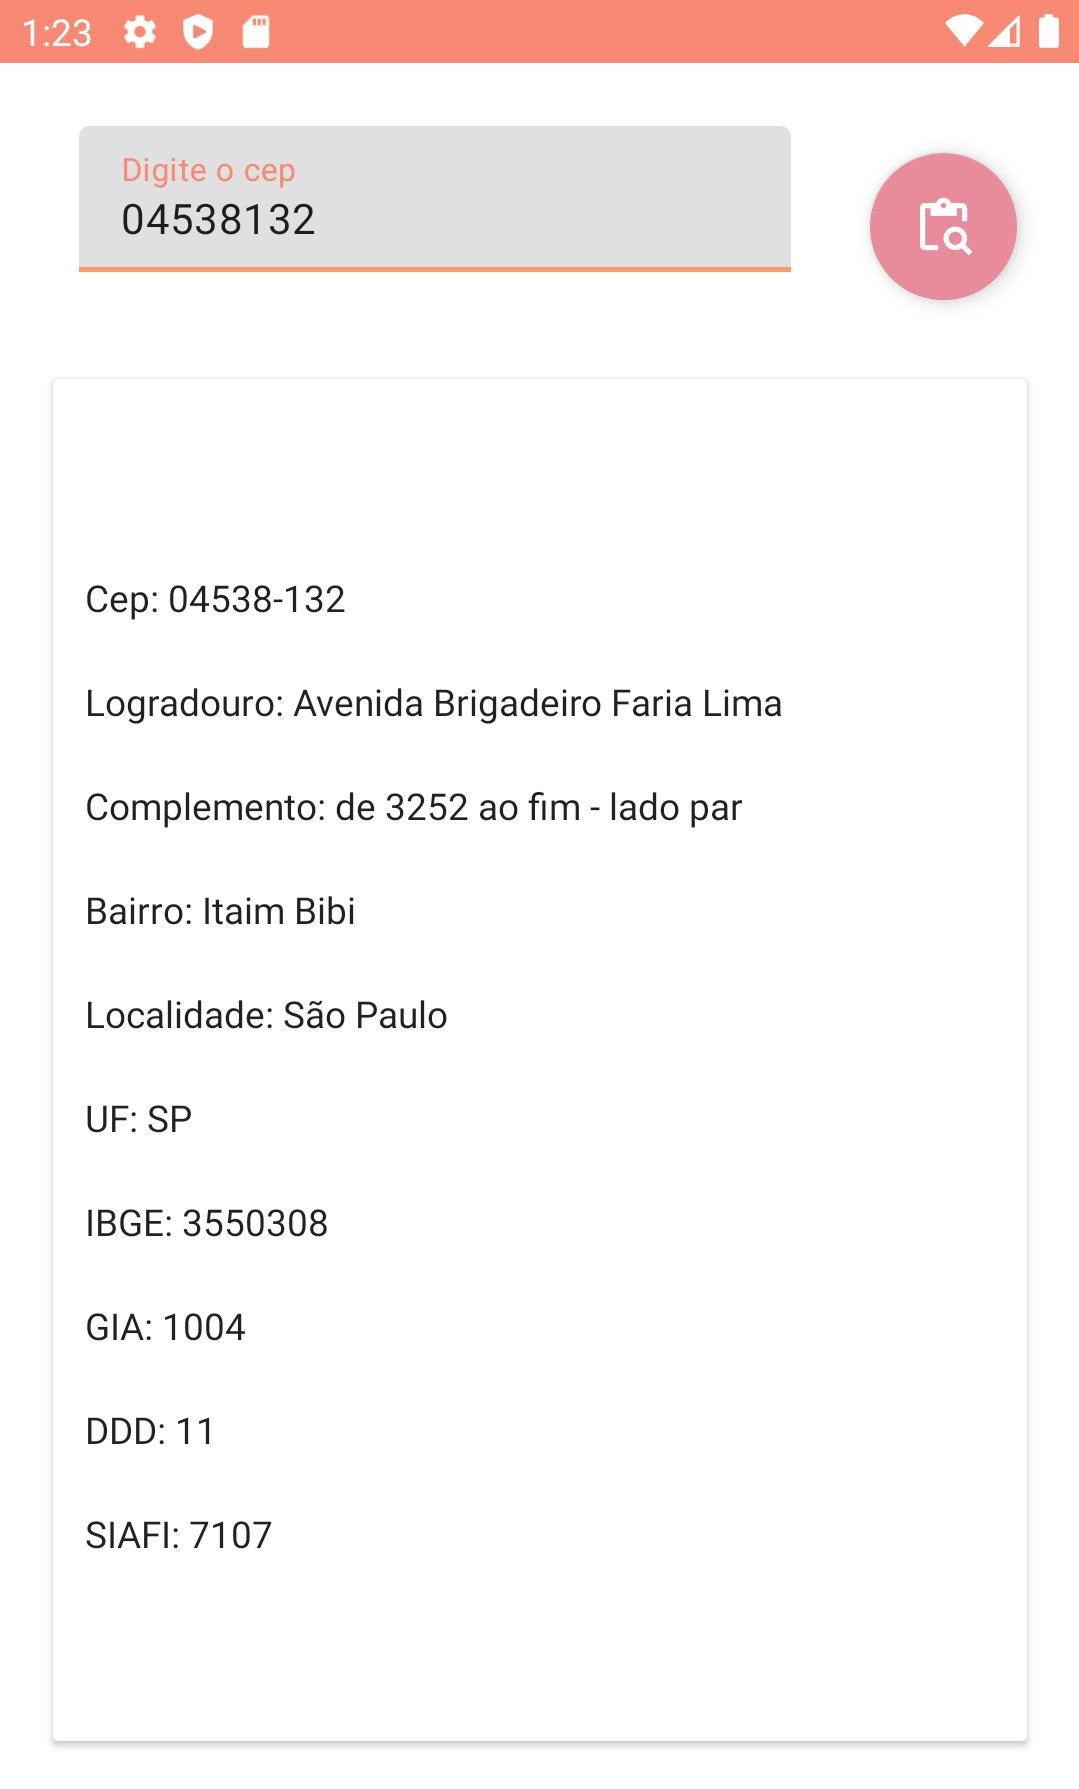 1:23
Digite o cep
04538132
Cep: 04538-132
Logradouro: Avenida Brigadeiro Faria Lima
Complemento: de 3252 ao fim - lado par
Bairro: Itaim Bibi
Localidade: São Paulo
UF: SP
IBGE: 3550308
GIA: 1004
DDD: 11
SIAFI: 7107